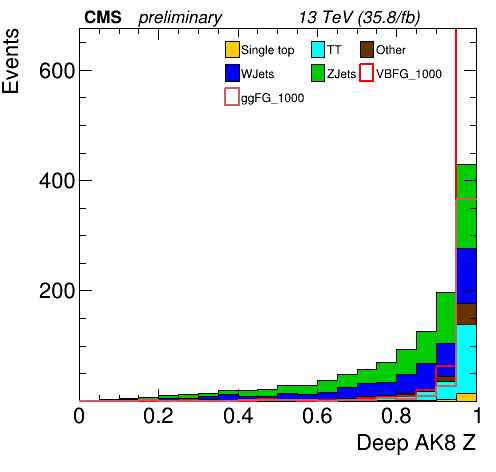 CMS preliminary 13 TeV (35.8/fb)
Events
Single top TT Other
WJets ZJets VBFG_1000
ggFG_1000
600
400
200
0 0.2 0.4 0.6 0.8 1
Deep AK8 Z